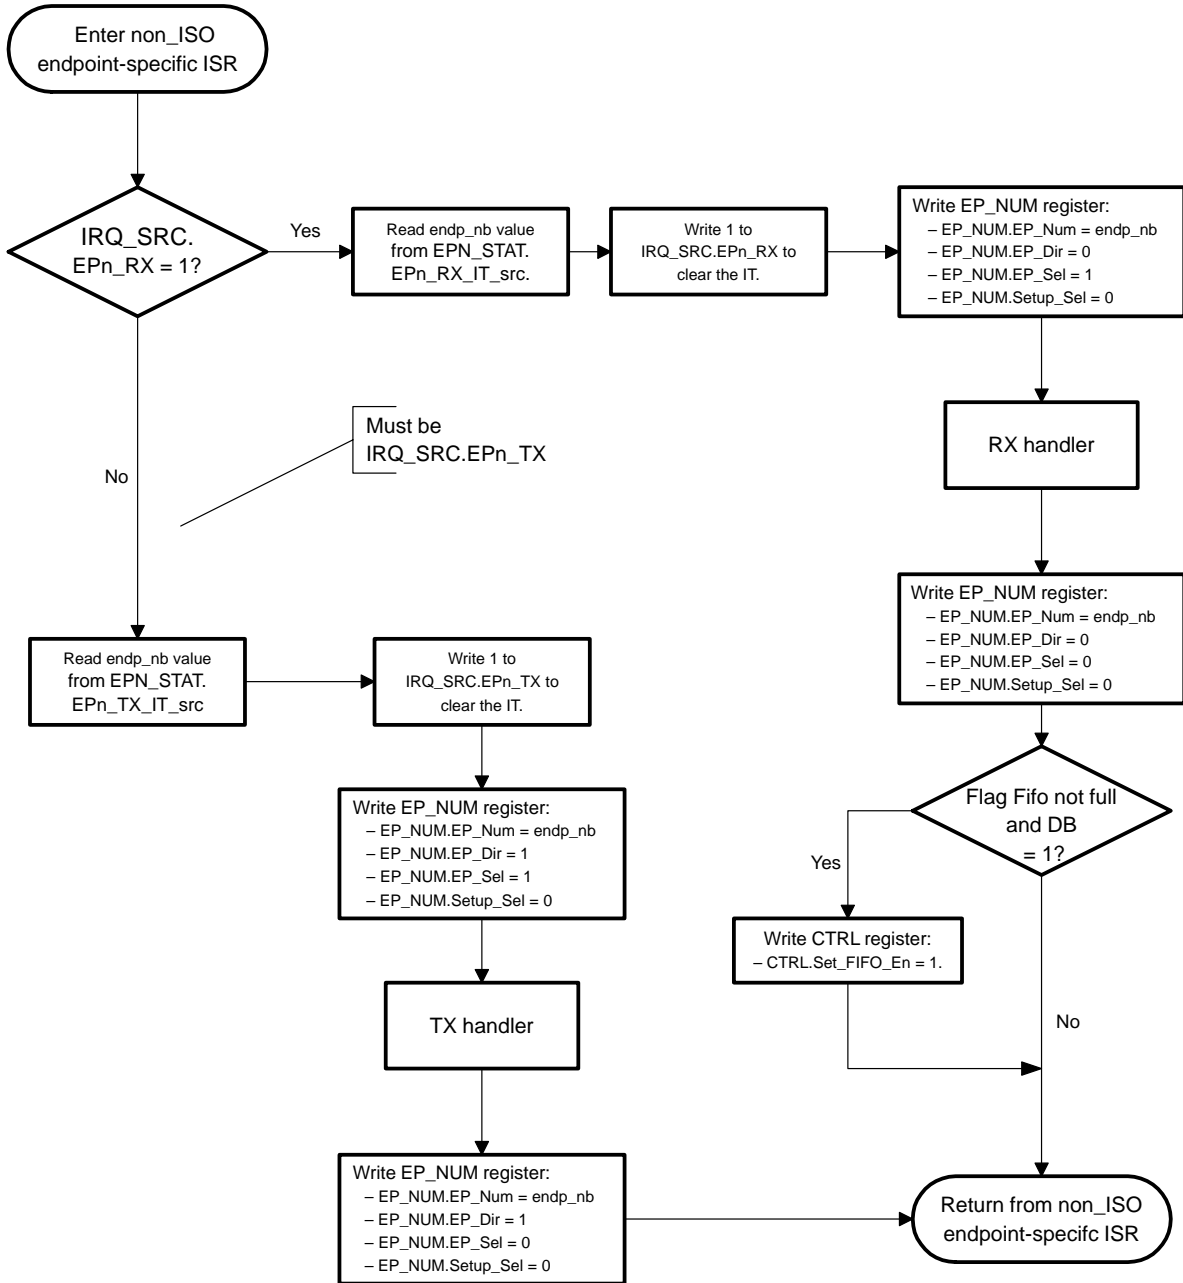 Enter non_ISO
endpoint-specific ISR
IRQ_SRC.
EPn_RX = 1?
Yes
Read endp_nb value
from EPN_STAT.
EPn_RX_IT_src.
Write 1 to
IRQ_SRC.EPn_RX to
clear the IT.
Write EP_NUM register:
– EP_NUM.EP_Num = endp_nb
– EP_NUM.EP_Dir = 0
– EP_NUM.EP_Sel = 1
– EP_NUM.Setup_Sel = 0
RX handler
Must be
IRQ_SRC.EPn_TX
No
Write EP_NUM register:
– EP_NUM.EP_Num = endp_nb
– EP_NUM.EP_Dir = 0
– EP_NUM.EP_Sel = 0
– EP_NUM.Setup_Sel = 0
Read endp_nb value
from EPN_STAT.
EPn_TX_IT_src
Write 1 to
IRQ_SRC.EPn_TX to
clear the IT.
Write EP_NUM register:
– EP_NUM.EP_Num = endp_nb
– EP_NUM.EP_Dir = 1
– EP_NUM.EP_Sel = 1
– EP_NUM.Setup_Sel = 0
Flag Fifo not full
and DB
= 1?
Yes
Write CTRL register:
– CTRL.Set_FIFO_En = 1.
No
TX handler
Write EP_NUM register:
– EP_NUM.EP_Num = endp_nb
– EP_NUM.EP_Dir = 1
– EP_NUM.EP_Sel = 0
– EP_NUM.Setup_Sel = 0
Return from non_ISO
endpoint-specifc ISR